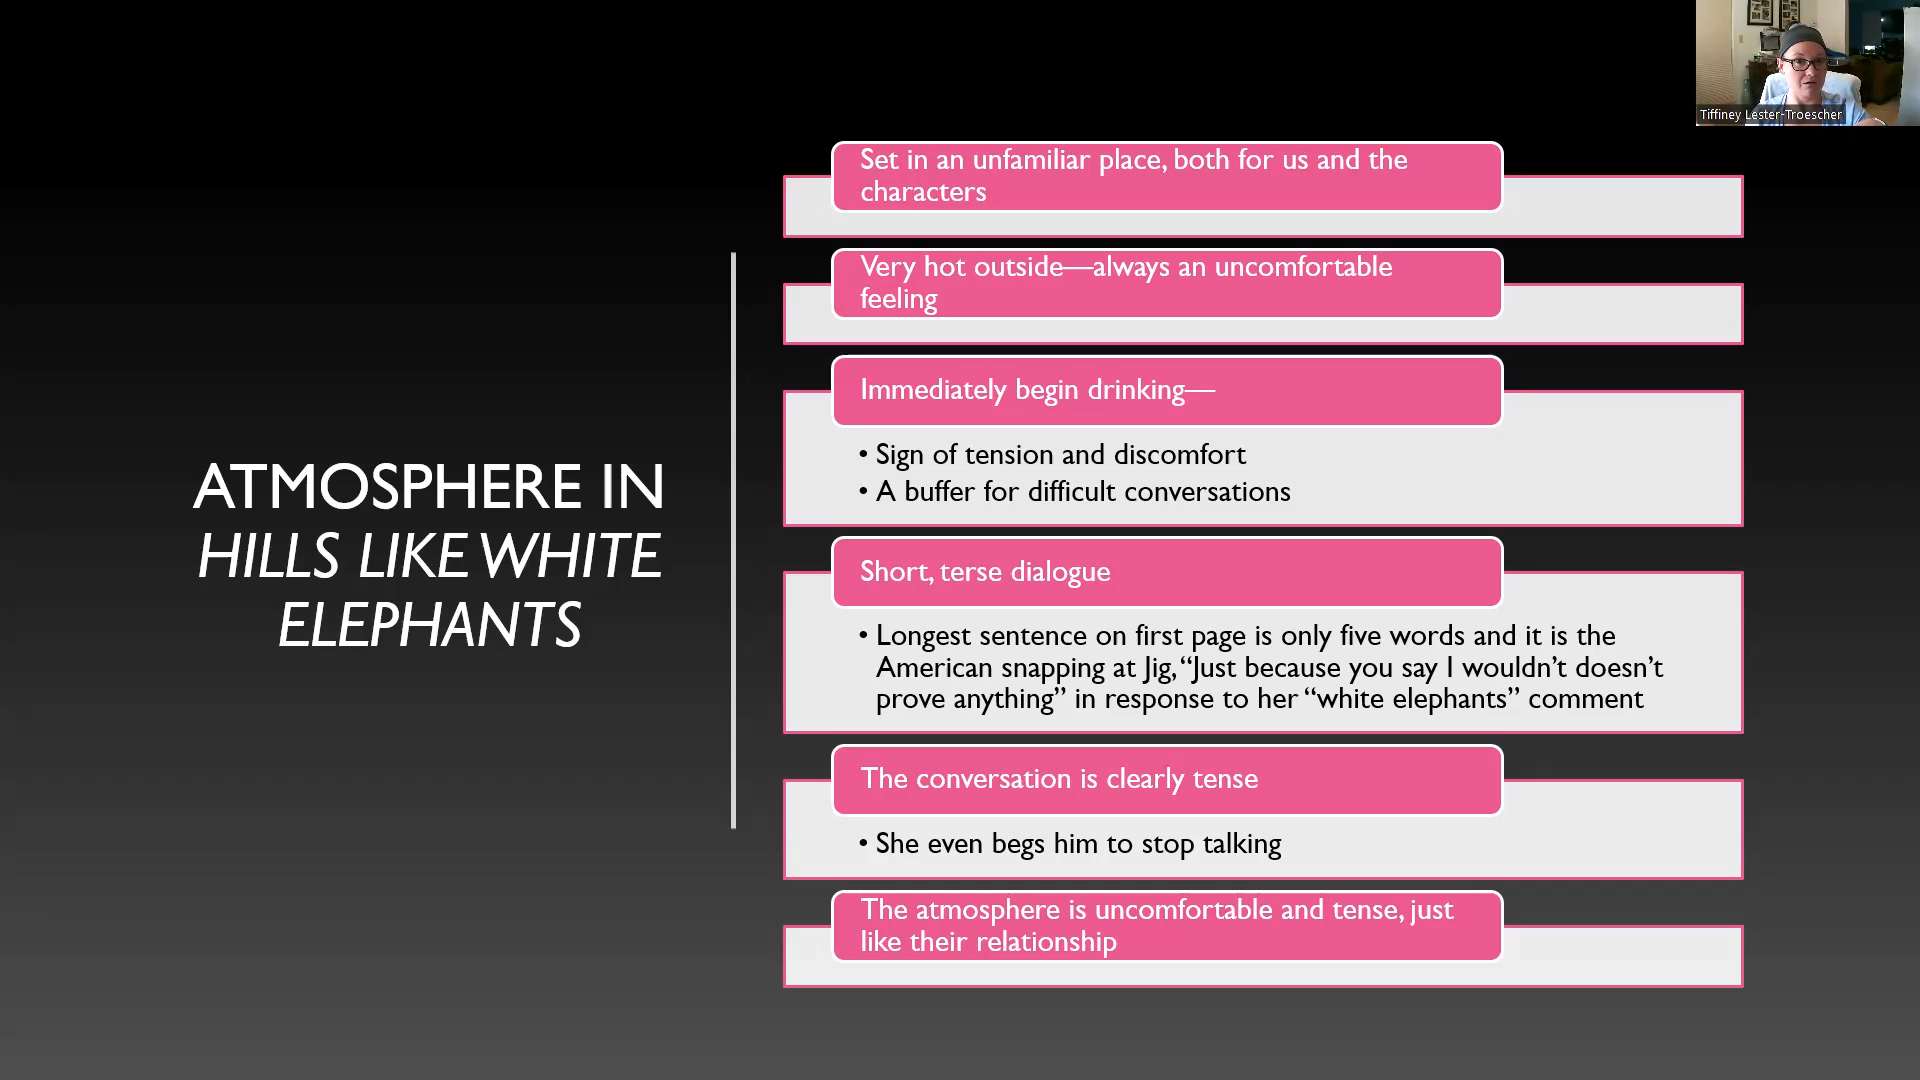 Tiffiney Lester-Troescher
ATMOSPHERE IN
HILLS LIKE WHITE
ELEPHANTS
Set in an unfamiliar place, both for us and the
characters
Very hot outside—always an uncomfortable
feeling
Immediately begin drinking—
• Sign of tension and discomfort
• A buffer for difficult conversations
Short, terse dialogue
• Longest sentence on first page is only five words and it is the
American snapping at Jig, “Just because you say I wouldn’t doesn’t
prove anything” in response to her “white elephants” comment
The conversation is clearly tense
• She even begs him to stop talking
The atmosphere is uncomfortable and tense, just
like their relationship